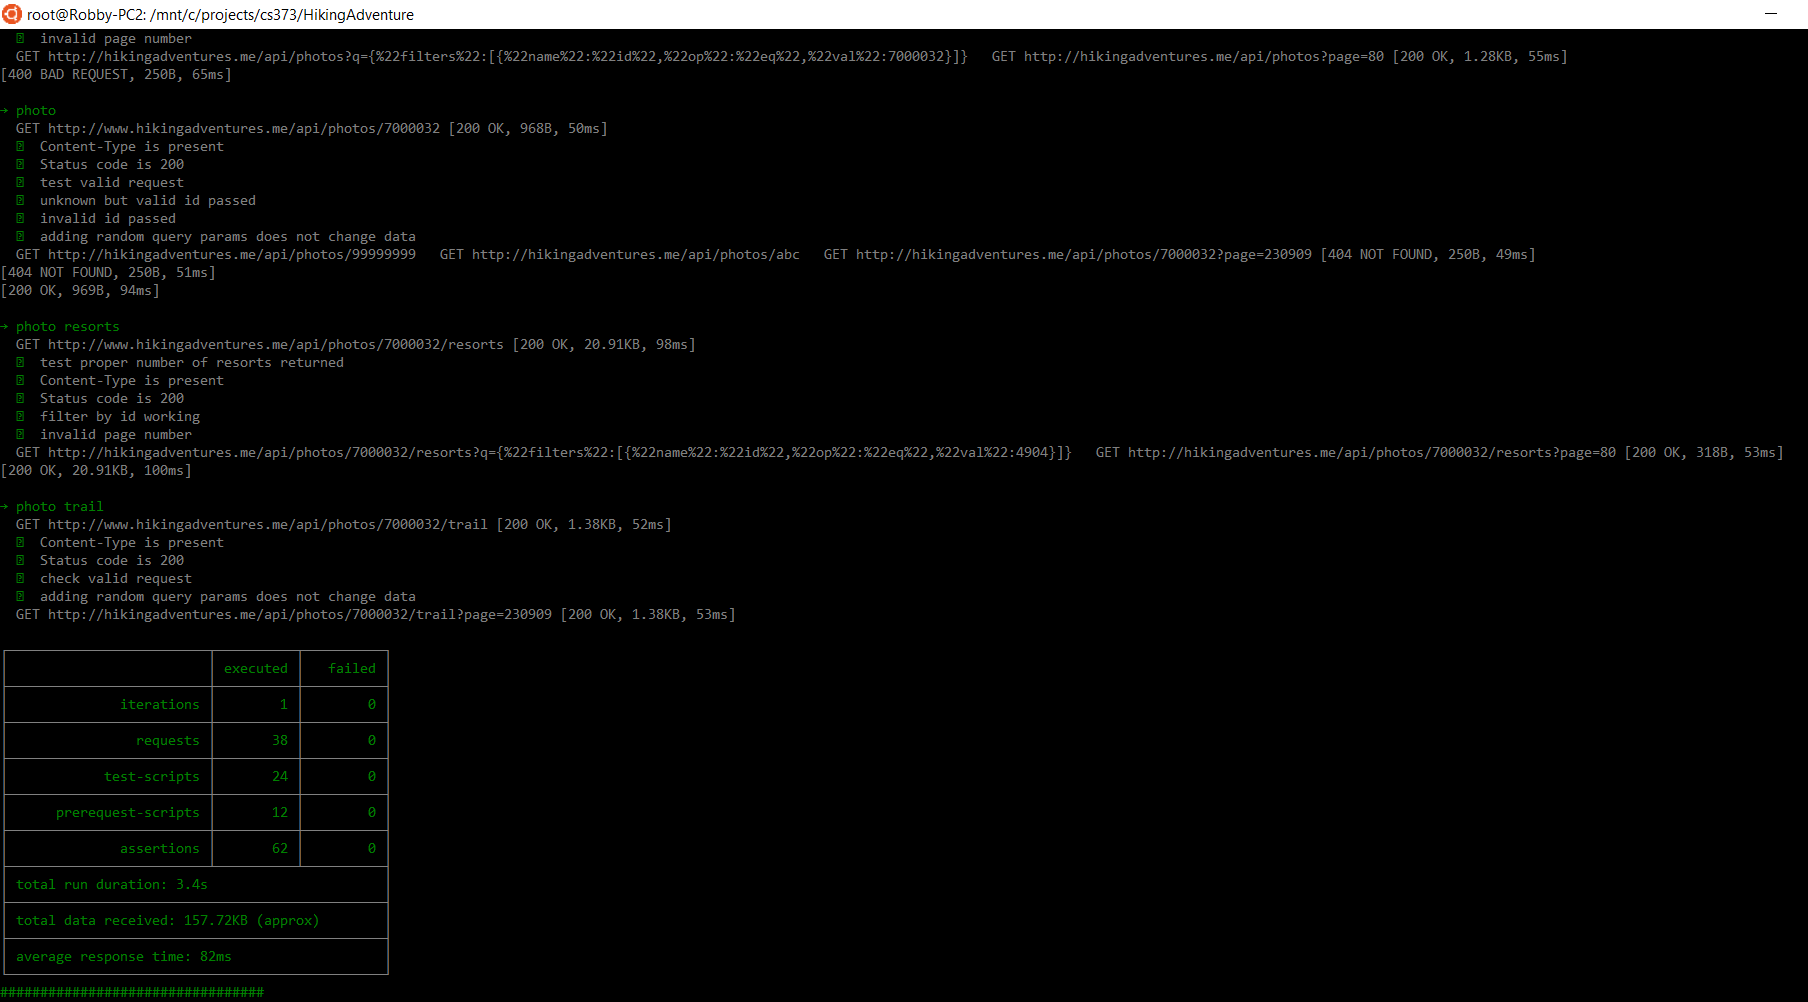 root@Robby-PC2: /mnt/c/projects/cs373/HikingAdventure
invalid page number
GET http://hikingadventures.me/api/photos?q={%22filters%22:[{%22name%22:%22id%22,%22op%22:%22eq%22,%22val%22:7000032}]}   GET http://hikingadventures.me/api/photos?page=80 [200 OK, 1.28KB, 55ms]
[400 BAD REQUEST, 250B, 65ms]
→ photo
GET http://www.hikingadventures.me/api/photos/7000032 [200 OK, 968B, 50ms]
Content-Type is present
Status code is 200
test valid request
unknown but valid id passed
invalid id passed
adding random query params does not change data
GET http://hikingadventures.me/api/photos/99999999   GET http://hikingadventures.me/api/photos/abc   GET http://hikingadventures.me/api/photos/7000032?page=230909 [404 NOT FOUND, 250B, 49ms]
[404 NOT FOUND, 250B, 51ms]
[200 OK, 969B, 94ms]
→ photo resorts
GET http://www.hikingadventures.me/api/photos/7000032/resorts [200 OK, 20.91KB, 98ms]
test proper number of resorts returned
Content-Type is present
Status code is 200
filter by id working
invalid page number
GET http://hikingadventures.me/api/photos/7000032/resorts?q={%22filters%22:[{%22name%22:%22id%22,%22op%22:%22eq%22,%22val%22:4904}]}   GET http://hikingadventures.me/api/photos/7000032/resorts?page=80 [200 OK, 318B, 53ms]
[200 OK, 20.91KB, 100ms]
→ photo trail
GET http://www.hikingadventures.me/api/photos/7000032/trail [200 OK, 1.38KB, 52ms]
Content-Type is present
Status code is 200
check valid request
adding random query params does not change data
GET http://hikingadventures.me/api/photos/7000032/trail?page=230909 [200 OK, 1.38KB, 53ms]
executed failed
iterations 1 0
requests 38 0
test-scripts 24 0
prerequest-scripts 12 0
assertions 62 0
total run duration: 3.4s
total data received: 157.72KB (approx)
average response time: 82ms
#################################